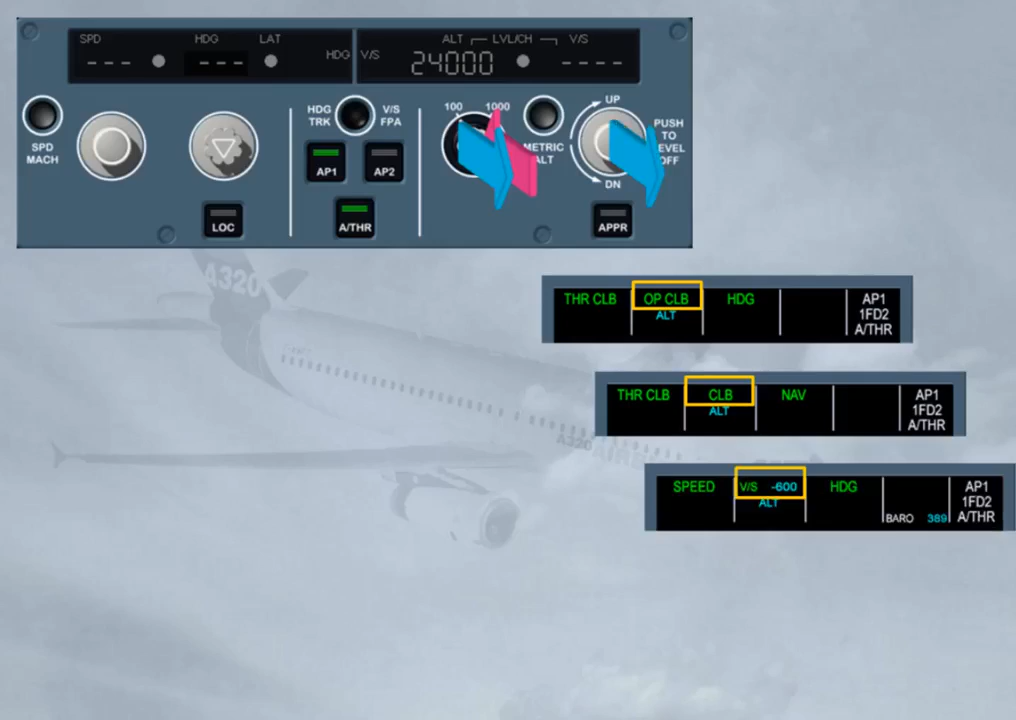 SPD HDG LAT ALT LVL/CH V/S
HDG V/S
--- --- 24000 ----
SPD
MACH
HDG
TRK
V/S
FPA
AP1 AP2
A/THR
LOC
100 1000
METRIC
ALT
UP
DN
PUSH
TO
LEVEL
OFF
APPR
A320
A320 AIRB
THR CLB OP CLB HDG AP1
ALT 1FD2
A/THR
THR CLB CLB NAV AP1
ALT 1FD2
A/THR
SPEED V/S -600 HDG AP1
ALT 1FD2
BARO 389 A/THR